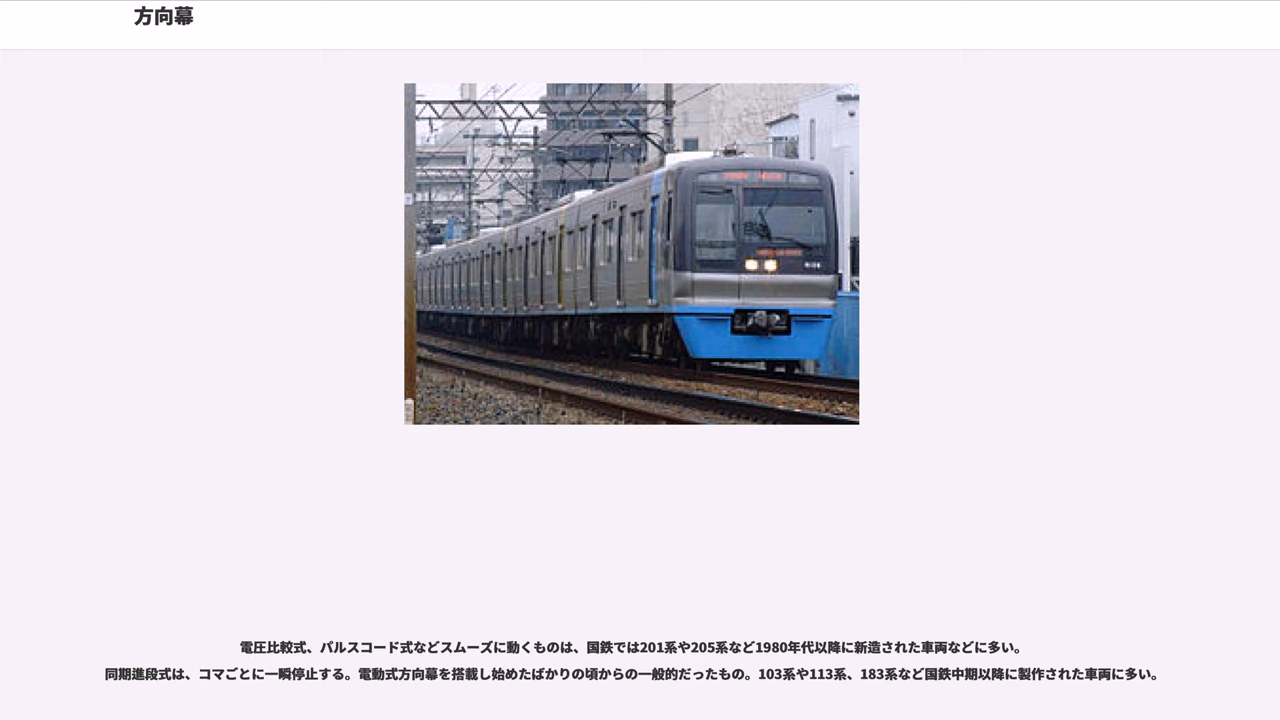 方向幕
電圧比較式、パルスコード式などスムーズに動くものは、国鉄では201系や205系など1980年代以降に新造された車両などに多い。
同期進段式は、コマごとに一瞬停止する。電動式方向幕を搭載し始めたばかりの頃からの一般的だったもの。103系や113系、183系など国鉄中期以降に製作された車両に多い。